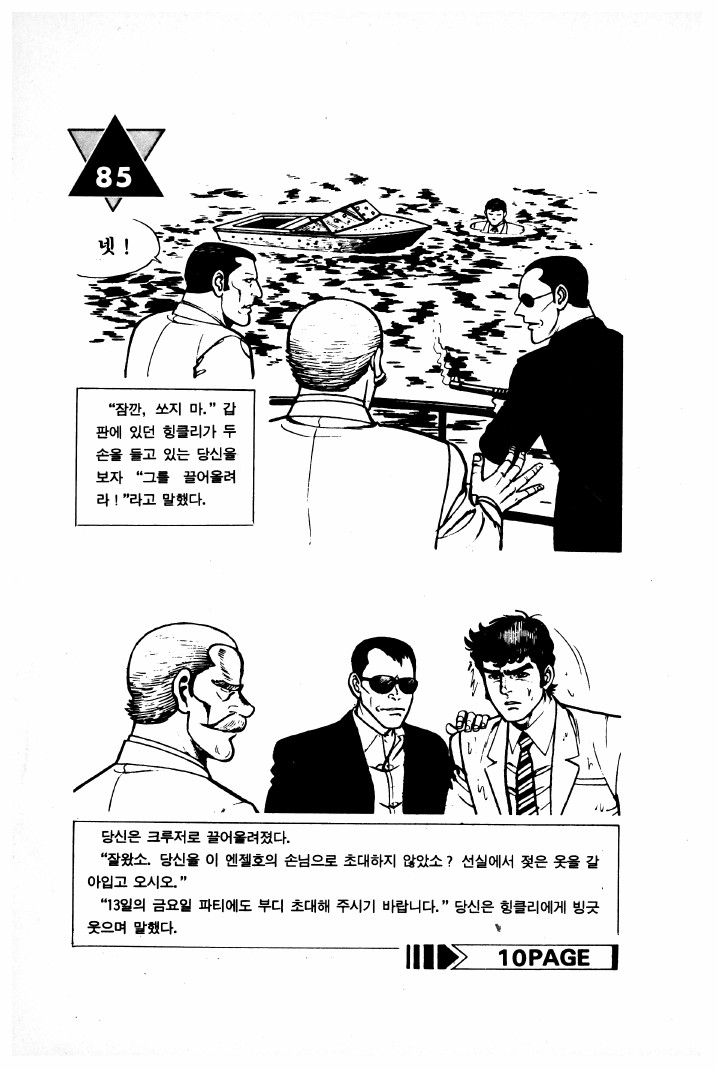 85
넷!
“잠깐, 쏘지 마.” 갑
판에 있던 힝클리가 두
손을 들고 있는 당신을
보자 “그를 끌어올려
라!”라고 말했다.
당신은 크루저로 끌어올려졌다.
“잘왔소. 당신을 이 엔젤호의 손님으로 초대하지 않았소? 선실에서 젖은 옷을 갈
아입고 오시오.”
“13일의 금요일 파티에도 부디 초대해 주시기 바랍니다.” 당신은 힝클리에게 빙긋
웃으며 말했다.
10PAGE